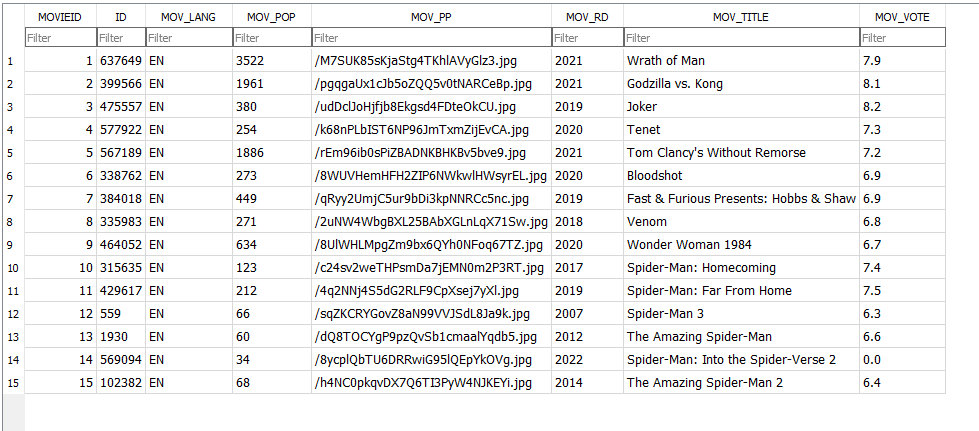 MOVIEID ID MOV_LANG MOV_POP MOV_PP MOV_RD MOV_TITLE MOV_VOTE
Filter Filter Filter Filter Filter Filter Filter Filter
1 1 637649 EN 3522 /M7SUK85sKjaStg4TKhlAVyGlz3.jpg 2021 Wrath of Man 7.9
2 2 399566 EN 1961 /pgqgaUx1cJb5oZQQ5v0tNARCeBp.jpg 2021 Godzilla vs. Kong 8.1
3 3 475557 EN 380 /udDclJoHjfjb8Ekgsd4FDteOkCU.jpg 2019 Joker 8.2
4 4 577922 EN 254 /k68nPLbIST6NP96JmTxmZijEvCA.jpg 2020 Tenet 7.3
5 5 567189 EN 1886 /rEm96ib0sPiZBADNKBHKBv5bve9.jpg 2021 Tom Clancy's Without Remorse 7.2
6 6 338762 EN 273 /8WUVHemHFH2ZIP6NWkwlHWsyrEL.jpg 2020 Bloodshot 6.9
7 7 384018 EN 449 /qRyy2UmjC5ur9bDi3kpNNRCc5nc.jpg 2019 Fast & Furious Presents: Hobbs & Shaw 6.9
8 8 335983 EN 271 /2uNW4WbgBXL25BAbXGLnLqX71Sw.jpg 2018 Venom 6.8
9 9 464052 EN 634 /8UlWHLMpgZm9bx6QYh0NFoq67TZ.jpg 2020 Wonder Woman 1984 6.7
10 10 315635 EN 123 /c24sv2weTHPsmDa7jEMN0m2P3RT.jpg 2017 Spider-Man: Homecoming 7.4
11 11 429617 EN 212 /4q2NNj4S5dG2RLF9CpXsej7yXl.jpg 2019 Spider-Man: Far From Home 7.5
12 12 559 EN 66 /sqZKCRYGovZ8aN99VVJSdL8Ja9k.jpg 2007 Spider-Man 3 6.3
13 13 1930 EN 60 /dQ8TOCYgP9pzQvSb1cmaalYqdb5.jpg 2012 The Amazing Spider-Man 6.6
14 14 569094 EN 34 /8ycplQbTU6DRRwiG95lQEpYkOVg.jpg 2022 Spider-Man: Into the Spider-Verse 2 0.0
15 15 102382 EN 68 /h4NC0pkqvDX7Q6TI3PyW4NJKEYi.jpg 2014 The Amazing Spider-Man 2 6.4